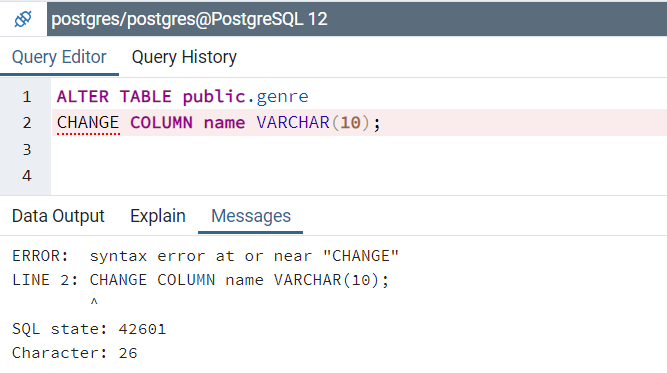 postgres/postgres@PostgreSQL 12
Query Editor Query History
1 ALTER TABLE public.genre
2 CHANGE COLUMN name VARCHAR(10);
3
4
Data Output Explain Messages
ERROR:  syntax error at or near "CHANGE"
LINE 2: CHANGE COLUMN name VARCHAR(10);
^
SQL state: 42601
Character: 26